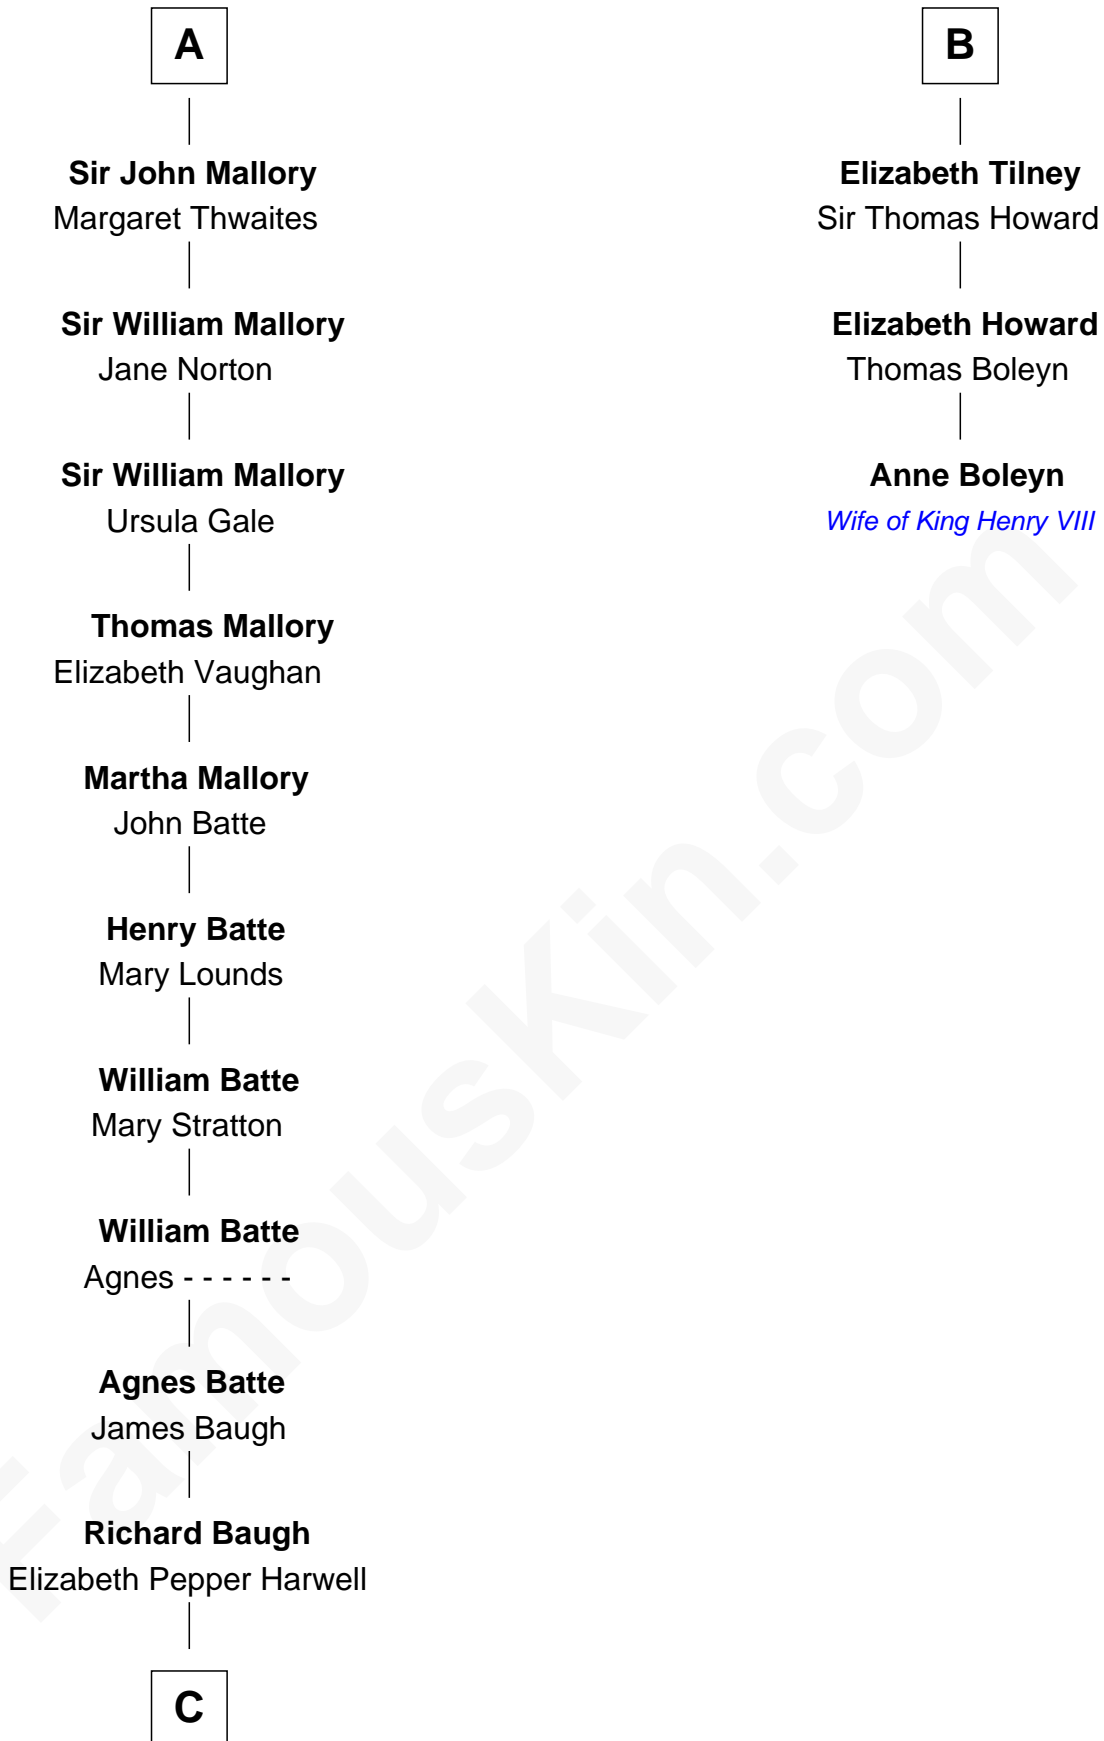 A
Sir John Mallory
Margaret Thwaites
Sir William Mallory
Jane Norton
Sir William Mallory
Ursula Gale
Thomas Mallory
Elizabeth Vaughan
Martha Mallory
John Batte
Henry Batte
Mary Lounds
William Batte
Mary Stratton
William Batte
Agnes - - - - - -
Agnes Batte
James Baugh
Richard Baugh
Elizabeth Pepper Harwell
C
B
Elizabeth Tilney
Sir Thomas Howard
Elizabeth Howard
Thomas Boleyn
Anne Boleyn
Wife of King Henry VIII
FamousKin.com